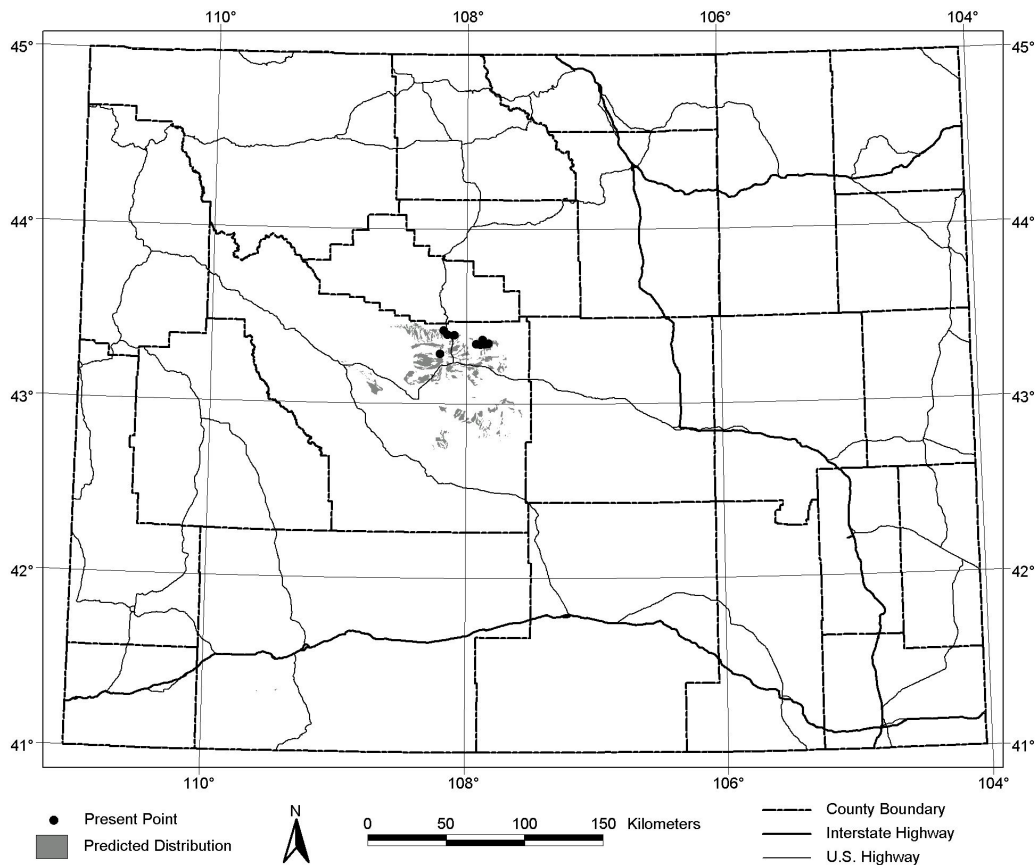 110° 108° 106° 104°
45° 45°
44° 44°
43° 43°
42° 42°
41° 41°
110° 108° 106° 104°
Present Point
Predicted Distribution
N
0 50 100 150 Kilometers
County Boundary
Interstate Highway
U.S. Highway